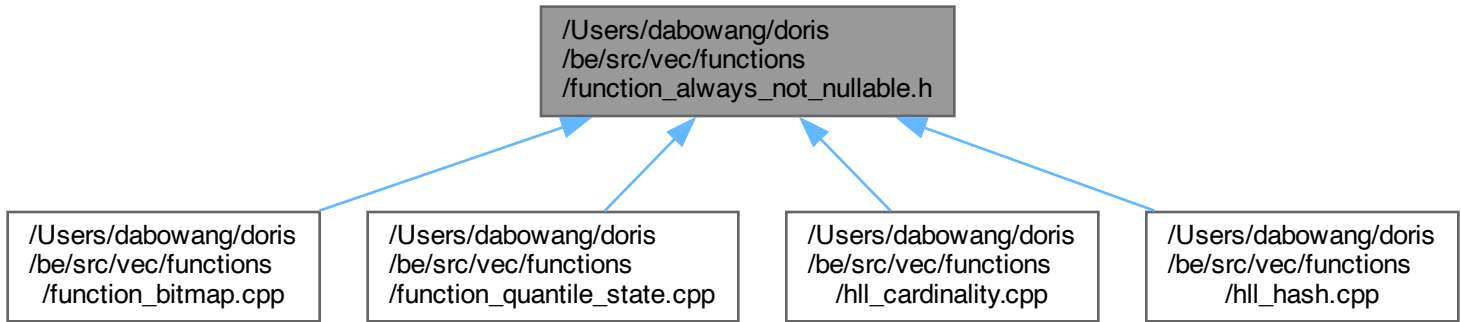 /Users/dabowang/doris
/be/src/vec/functions
/function_always_not_nullable.h
/Users/dabowang/doris
/be/src/vec/functions
/function_bitmap.cpp
/Users/dabowang/doris
/be/src/vec/functions
/function_quantile_state.cpp
/Users/dabowang/doris
/be/src/vec/functions
/hll_cardinality.cpp
/Users/dabowang/doris
/be/src/vec/functions
/hll_hash.cpp